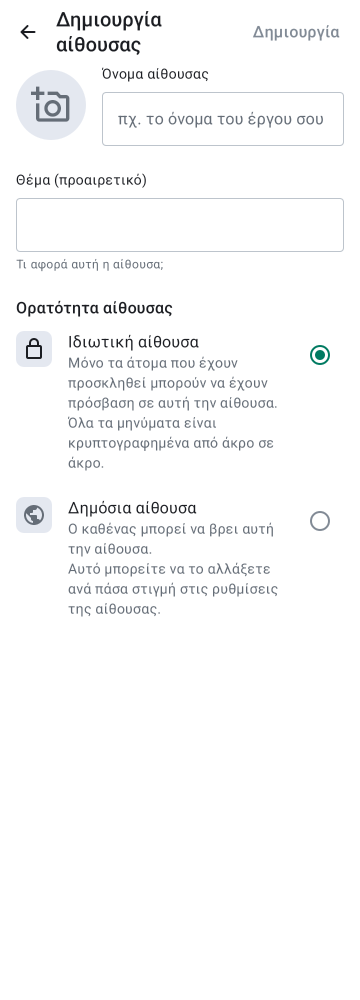 Δημιουργία
αίθουσας
Δημιουργία
Όνομα αίθουσας
πχ. το όνομα του έργου σου
Θέμα (προαιρετικό)
Τι αφορά αυτή η αίθουσα;
Ορατότητα αίθουσας
Ιδιωτική αίθουσα
Μόνο τα άτομα που έχουν
προσκληθεί μπορούν να έχουν
πρόσβαση σε αυτή την αίθουσα.
Όλα τα μηνύματα είναι
κρυπτογραφημένα από άκρο σε
άκρο.
Δημόσια αίθουσα
Ο καθένας μπορεί να βρει αυτή
την αίθουσα.
Αυτό μπορείτε να το αλλάξετε
ανά πάσα στιγμή στις ρυθμίσεις
της αίθουσας.